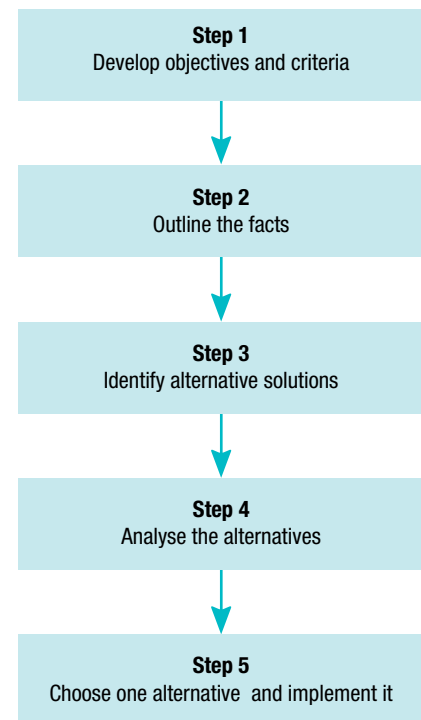 Step 1
Develop objectives and criteria
Step 2
Outline the facts
Step 3
Identify alternative solutions
Step 4
Analyse the alternatives
Step 5
Choose one alternative and implement it